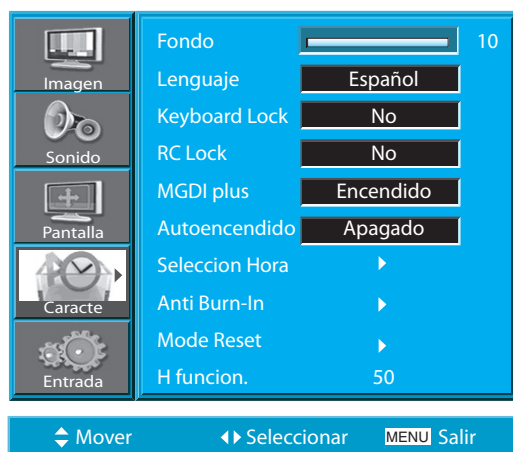 Imagen
Sonido
Pantalla
Caracte
Entrada
Fondo 10
Lenguaje Español
Keyboard Lock No
RC Lock No
MGDI plus Encendido
Autoencendido Apagado
Seleccion Hora
Anti Burn-In
Mode Reset
H funcion. 50
Mover Seleccionar MENU Salir